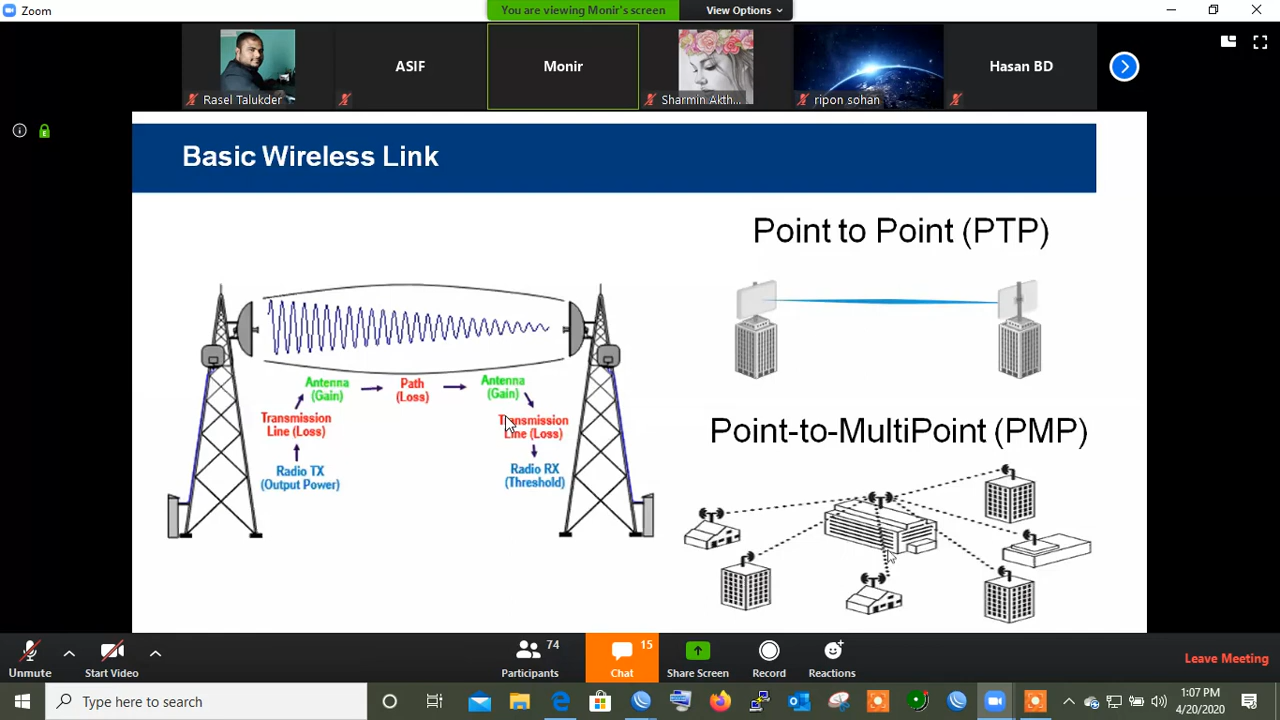 Zoom
You are viewing Monir's screen
View Options
Rasel Talukder
ASIF
Monir
Sharmin Akth...
ripon sohan
Hasan BD
Basic Wireless Link
Point to Point (PTP)
Antenna
(Gain)
Path
(Loss)
Antenna
(Gain)
Transmission
Line (Loss)
Transmission
Line (Loss)
Radio TX
(Output Power)
Radio RX
(Threshold)
Point-to-MultiPoint (PMP)
Unmute
Start Video
74
Participants
15
Chat
Share Screen
Record
Reactions
Leave Meeting
Type here to search
1:07 PM
4/20/2020